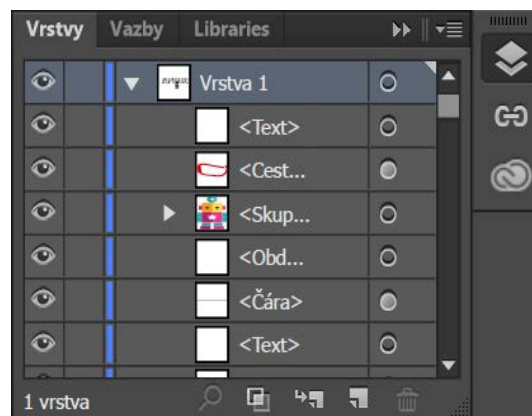 Vrstvy Vazby Libraries
Vrstva 1
<Text>
<Cest...
<Skup...
<Obd...
<Čára>
<Text>
1 vrstva